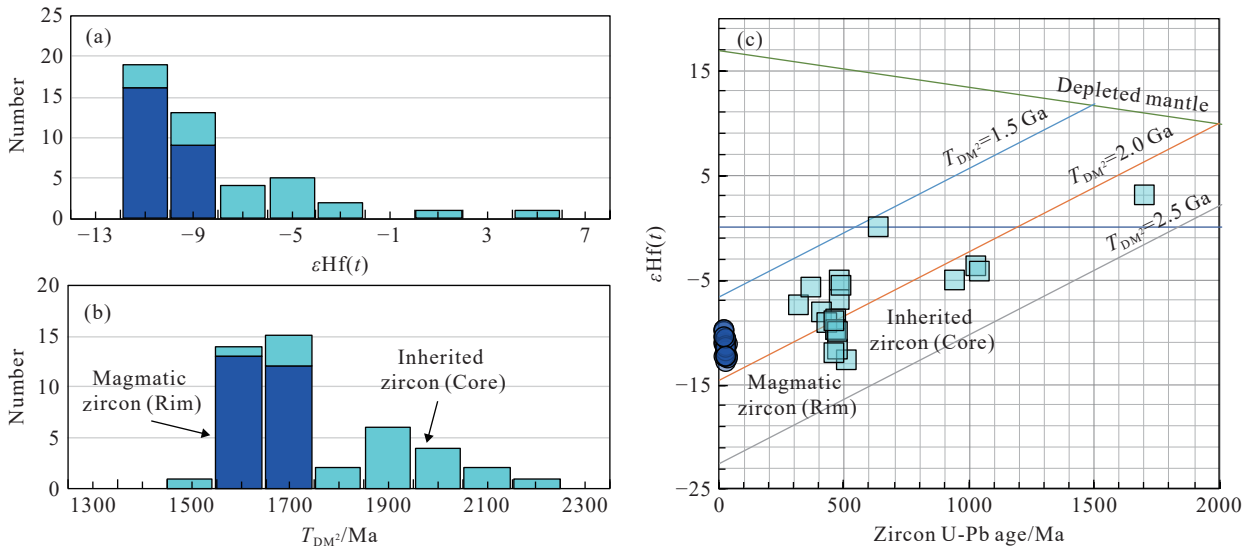 25
20
15
10
5
0
(a)
Number
−13
−9
−5
−1
3
7
εHf(t)
20
15
10
5
0
(b)
Number
Magmatic
zircon (Rim)
Inherited
zircon (Core)
1300
1500
1700
1900
2100
2300
TDM²/Ma
15
5
−5
−15
−25
(c)
εHf(t)
Depleted mantle
TDM²=1.5 Ga
TDM²=2.0 Ga
TDM²=2.5 Ga
Inherited
zircon (Core)
Magmatic
zircon (Rim)
0
500
1000
1500
2000
Zircon U-Pb age/Ma